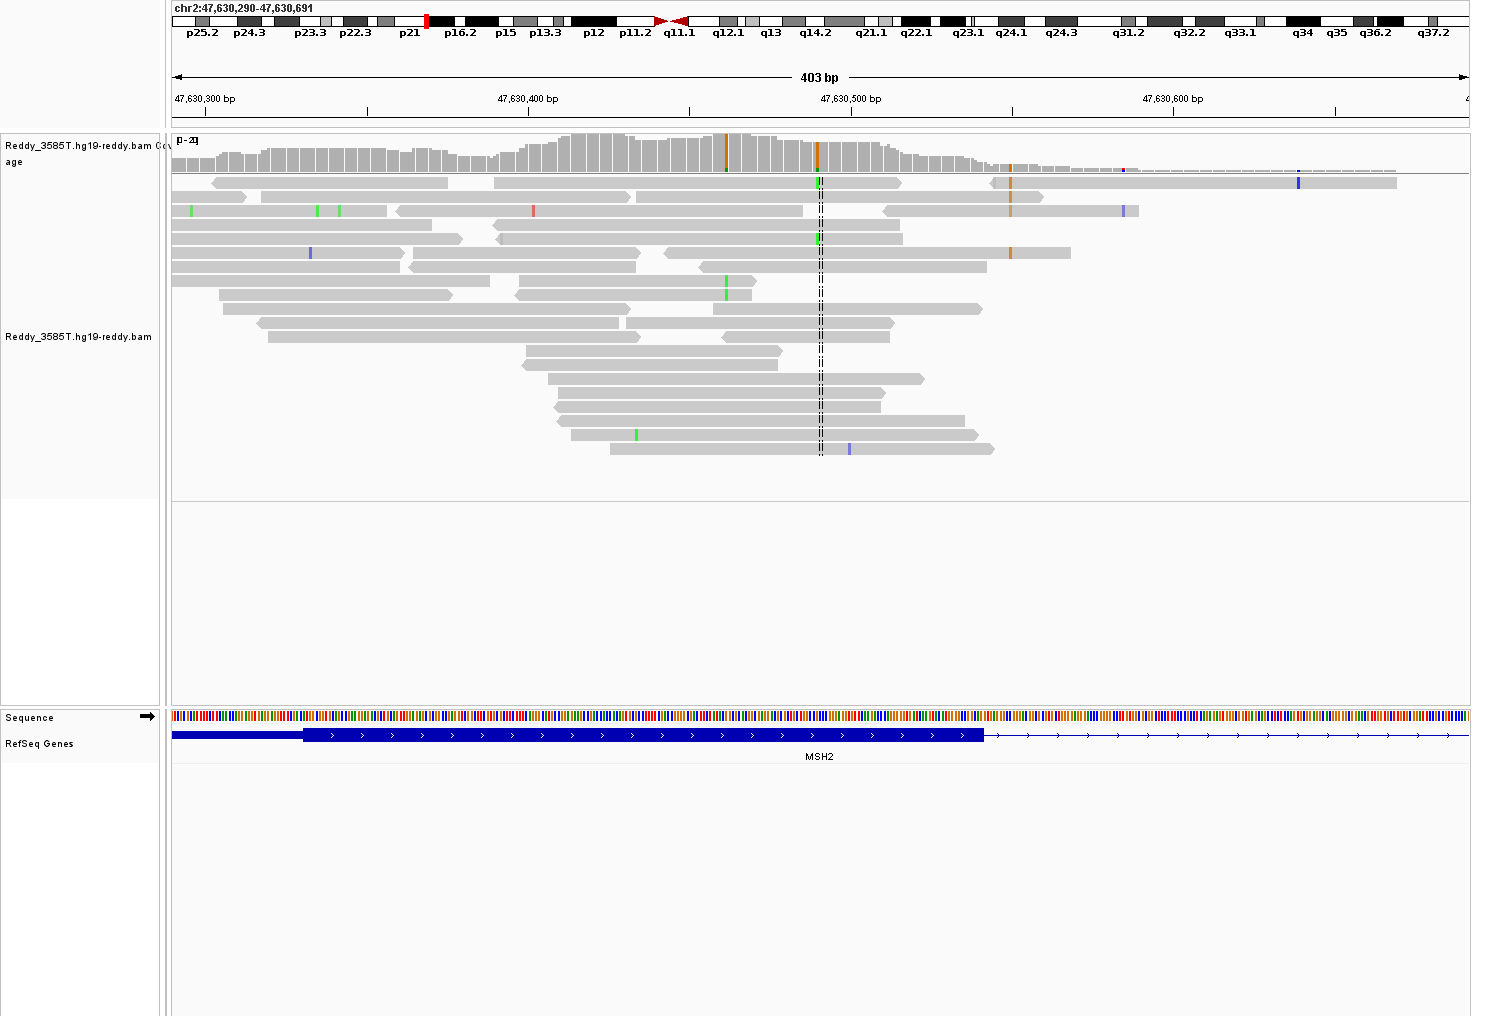 chr2:47,630,290-47,630,691
p25.2 p24.3 p23.3 p22.3 p21 p16.2 p15 p13.3 p12 p11.2 q11.1 q12.1 q13 q14.2 q21.1 q22.1 q23.1 q24.1 q24.3 q31.2 q32.2 q33.1 q34 q35 q36.2 q37.2
403 bp
47,630,300 bp 47,630,400 bp 47,630,500 bp 47,630,600 bp
[0 - 20]
Reddy_3585T.hg19-reddy.bam Cov
age
Reddy_3585T.hg19-reddy.bam
Sequence
RefSeq Genes
MSH2